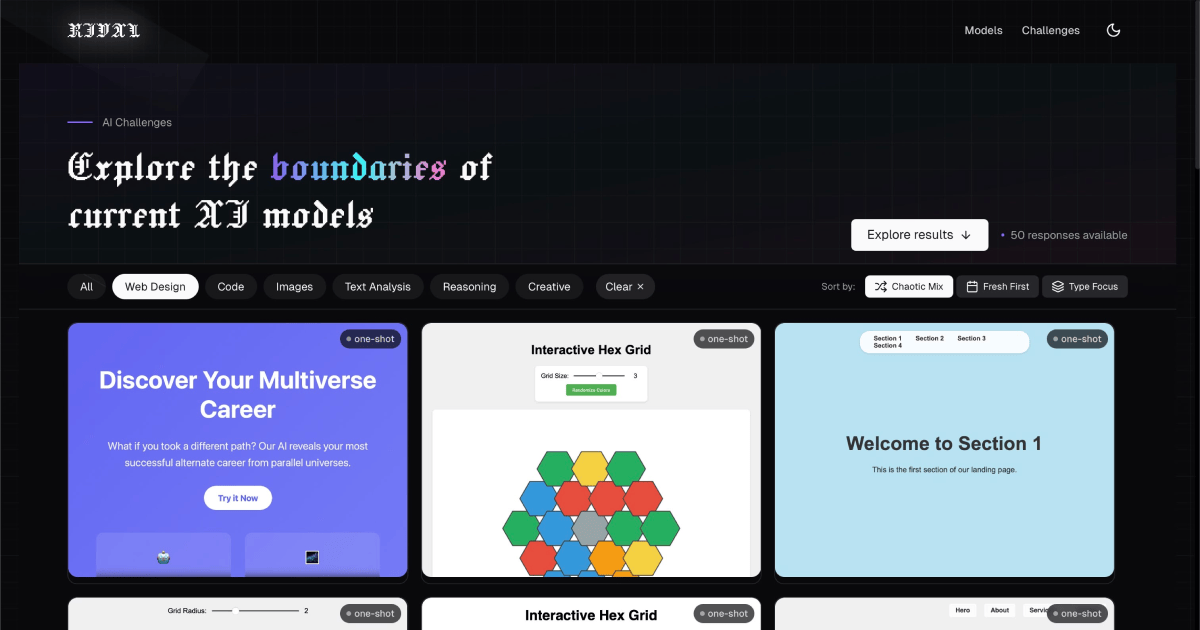 RIVAL
Models
Challenges
AI Challenges
Explore the boundaries of
current AI models
Explore results ↓
• 50 responses available
All
Web Design
Code
Images
Text Analysis
Reasoning
Creative
Clear ×
Sort by:
Chaotic Mix
Fresh First
Type Focus
one-shot
Discover Your Multiverse
Career
What if you took a different path? Our AI reveals your most
successful alternate career from parallel universes.
Try it Now
one-shot
Interactive Hex Grid
Grid Size:
3
Randomize Colors
one-shot
Section 1
Section 2
Section 3
Section 4
Welcome to Section 1
This is the first section of our landing page.
Grid Radius:
2
one-shot
Interactive Hex Grid
one-shot
Hero
About
one-shot